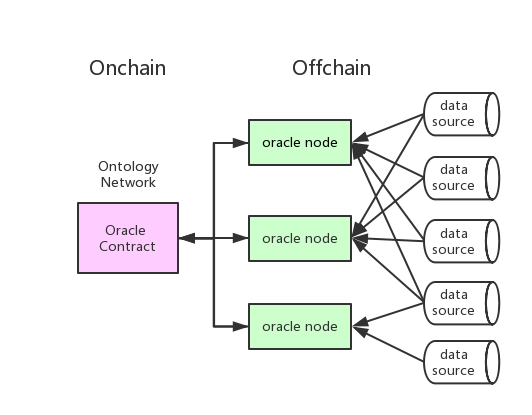 Onchain
Offchain
Ontology
Network
Oracle
Contract
oracle node
oracle node
oracle node
data
source
data
source
data
source
data
source
data
source